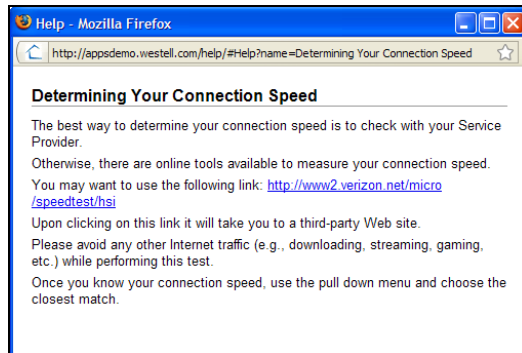 Help - Mozilla Firefox
http://appsdemo.westell.com/help/#Help?name=Determining Your Connection Speed
Determining Your Connection Speed
The best way to determine your connection speed is to check with your Service
Provider.
Otherwise, there are online tools available to measure your connection speed.
You may want to use the following link: http://www2.verizon.net/micro
/speedtest/hsi
Upon clicking on this link it will take you to a third-party Web site.
Please avoid any other Internet traffic (e.g., downloading, streaming, gaming,
etc.) while performing this test.
Once you know your connection speed, use the pull down menu and choose the
closest match.